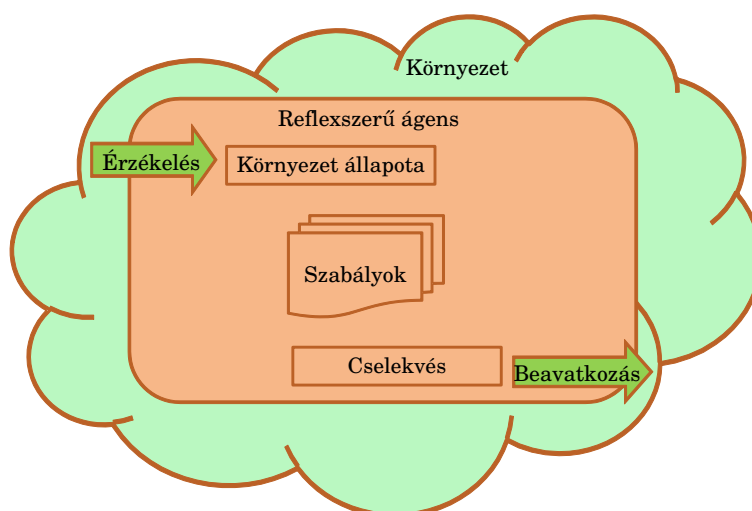 Környezet
Reflexszerű ágens
Érzékelés
Környezet állapota
Szabályok
Cselekvés
Beavatkozás